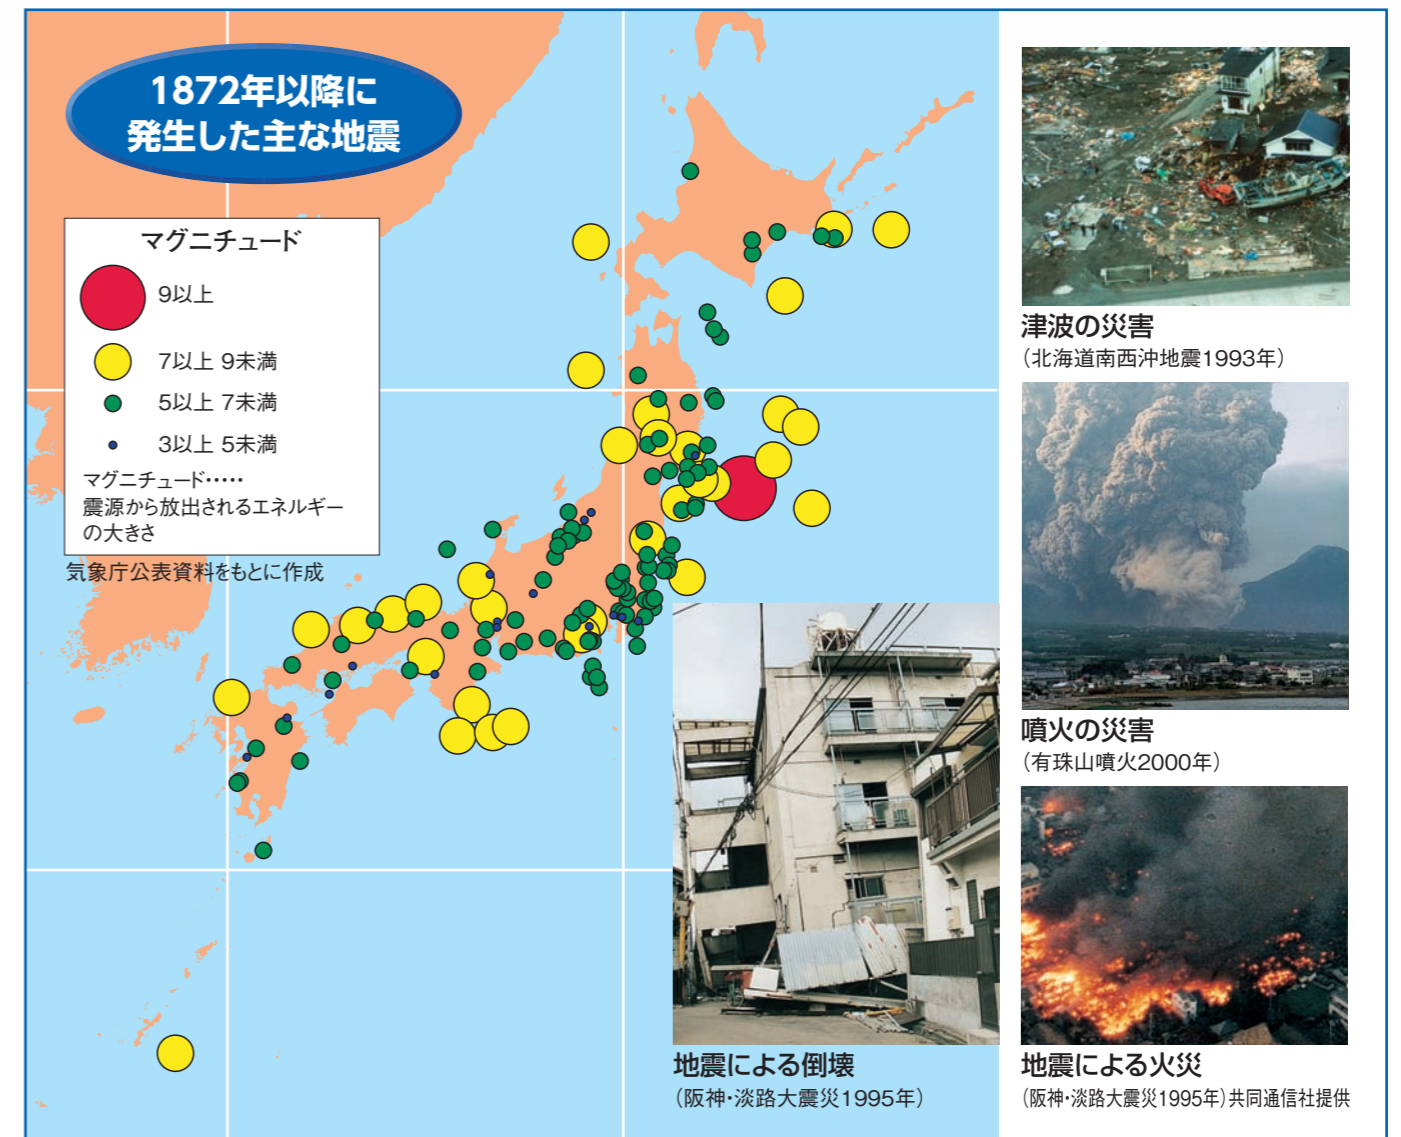 1872年以降に
発生した主な地震
マグニチュード
9以上
7以上 9未満
5以上 7未満
3以上 5未満
マグニチュード‥‥‥
震源から放出されるエネルギー
の大きさ
気象庁公表資料をもとに作成
津波の災害
（北海道南西沖地震1993年）
噴火の災害
（有珠山噴火2000年）
地震による倒壊
（阪神・淡路大震災1995年）
地震による火災
（阪神・淡路大震災1995年）共同通信社提供